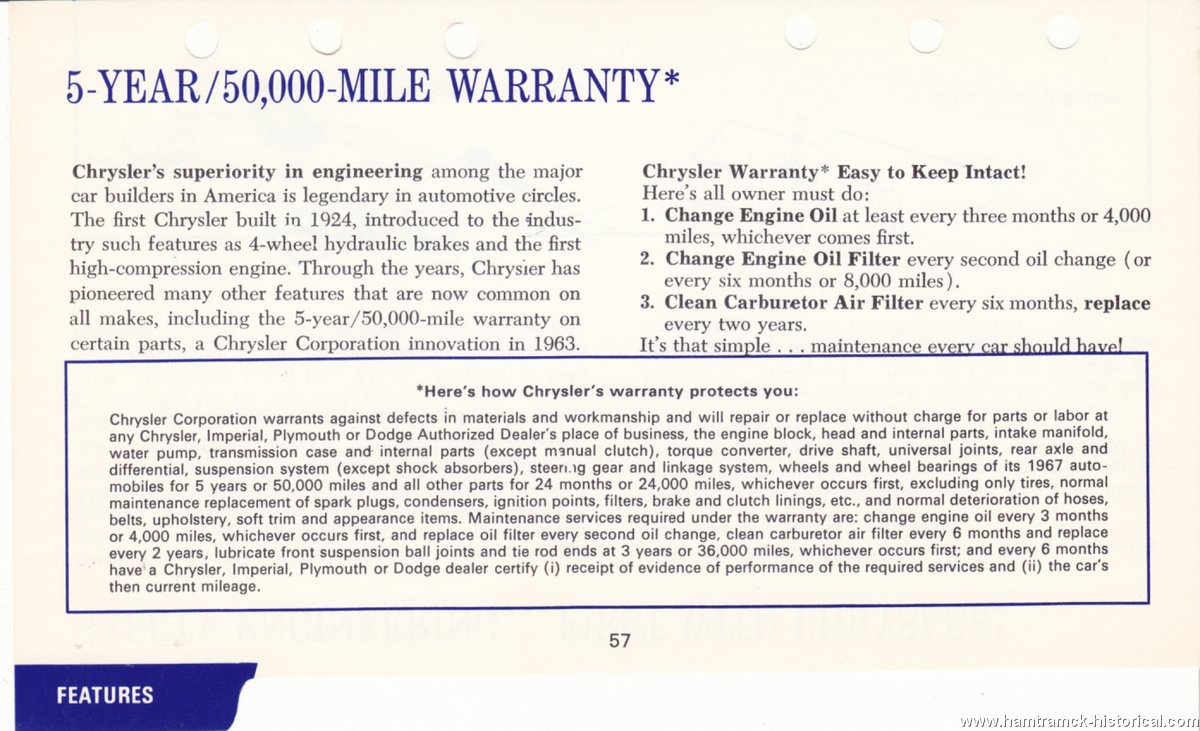 5-YEAR/50,000-MILE WARRANTY*
Chrysler's superiority in engineering among the major
car builders in America is legendary in automotive circles.
The first Chrysler built in 1924, introduced to the indus-
try such features as 4-wheel hydraulic brakes and the first
high-compression engine. Through the years, Chrysler has
pioneered many other features that are now common on
all makes, including the 5-year/50,000-mile warranty on
certain parts, a Chrysler Corporation innovation in 1963.
Chrysler Warranty* Easy to Keep Intact!
Here's all owner must do:
1. Change Engine Oil at least every three months or 4,000
miles, whichever comes first.
2. Change Engine Oil Filter every second oil change (or
every six months or 8,000 miles).
3. Clean Carburetor Air Filter every six months, replace
every two years.
It's that simple . . . maintenance every car should have!
*Here's how Chrysler's warranty protects you:
Chrysler Corporation warrants against defects in materials and workmanship and will repair or replace without charge for parts or labor at
any Chrysler, Imperial, Plymouth or Dodge Authorized Dealer's place of business, the engine block, head and internal parts, intake manifold,
water pump, transmission case and internal parts (except manual clutch), torque converter, drive shaft, universal joints, rear axle and
differential, suspension system (except shock absorbers), steering gear and linkage system, wheels and wheel bearings of its 1967 auto-
mobiles for 5 years or 50,000 miles and all other parts for 24 months or 24,000 miles, whichever occurs first, excluding only tires, normal
maintenance replacement of spark plugs, condensers, ignition points, filters, brake and clutch linings, etc., and normal deterioration of hoses,
belts, upholstery, soft trim and appearance items. Maintenance services required under the warranty are: change engine oil every 3 months
or 4,000 miles, whichever occurs first, and replace oil filter every second oil change, clean carburetor air filter every 6 months and replace
every 2 years, lubricate front suspension ball joints and tie rod ends at 3 years or 36,000 miles, whichever occurs first; and every 6 months
have a Chrysler, Imperial, Plymouth or Dodge dealer certify (i) receipt of evidence of performance of the required services and (ii) the car's
then current mileage.
57
FEATURES
www.hamtramck-historical.com